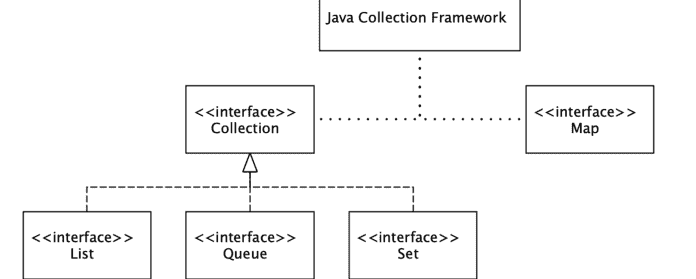 Java Collection Framework
<<interface>>
Collection
<<interface>>
Map
<<interface>>
List
<<interface>>
Queue
<<interface>>
Set